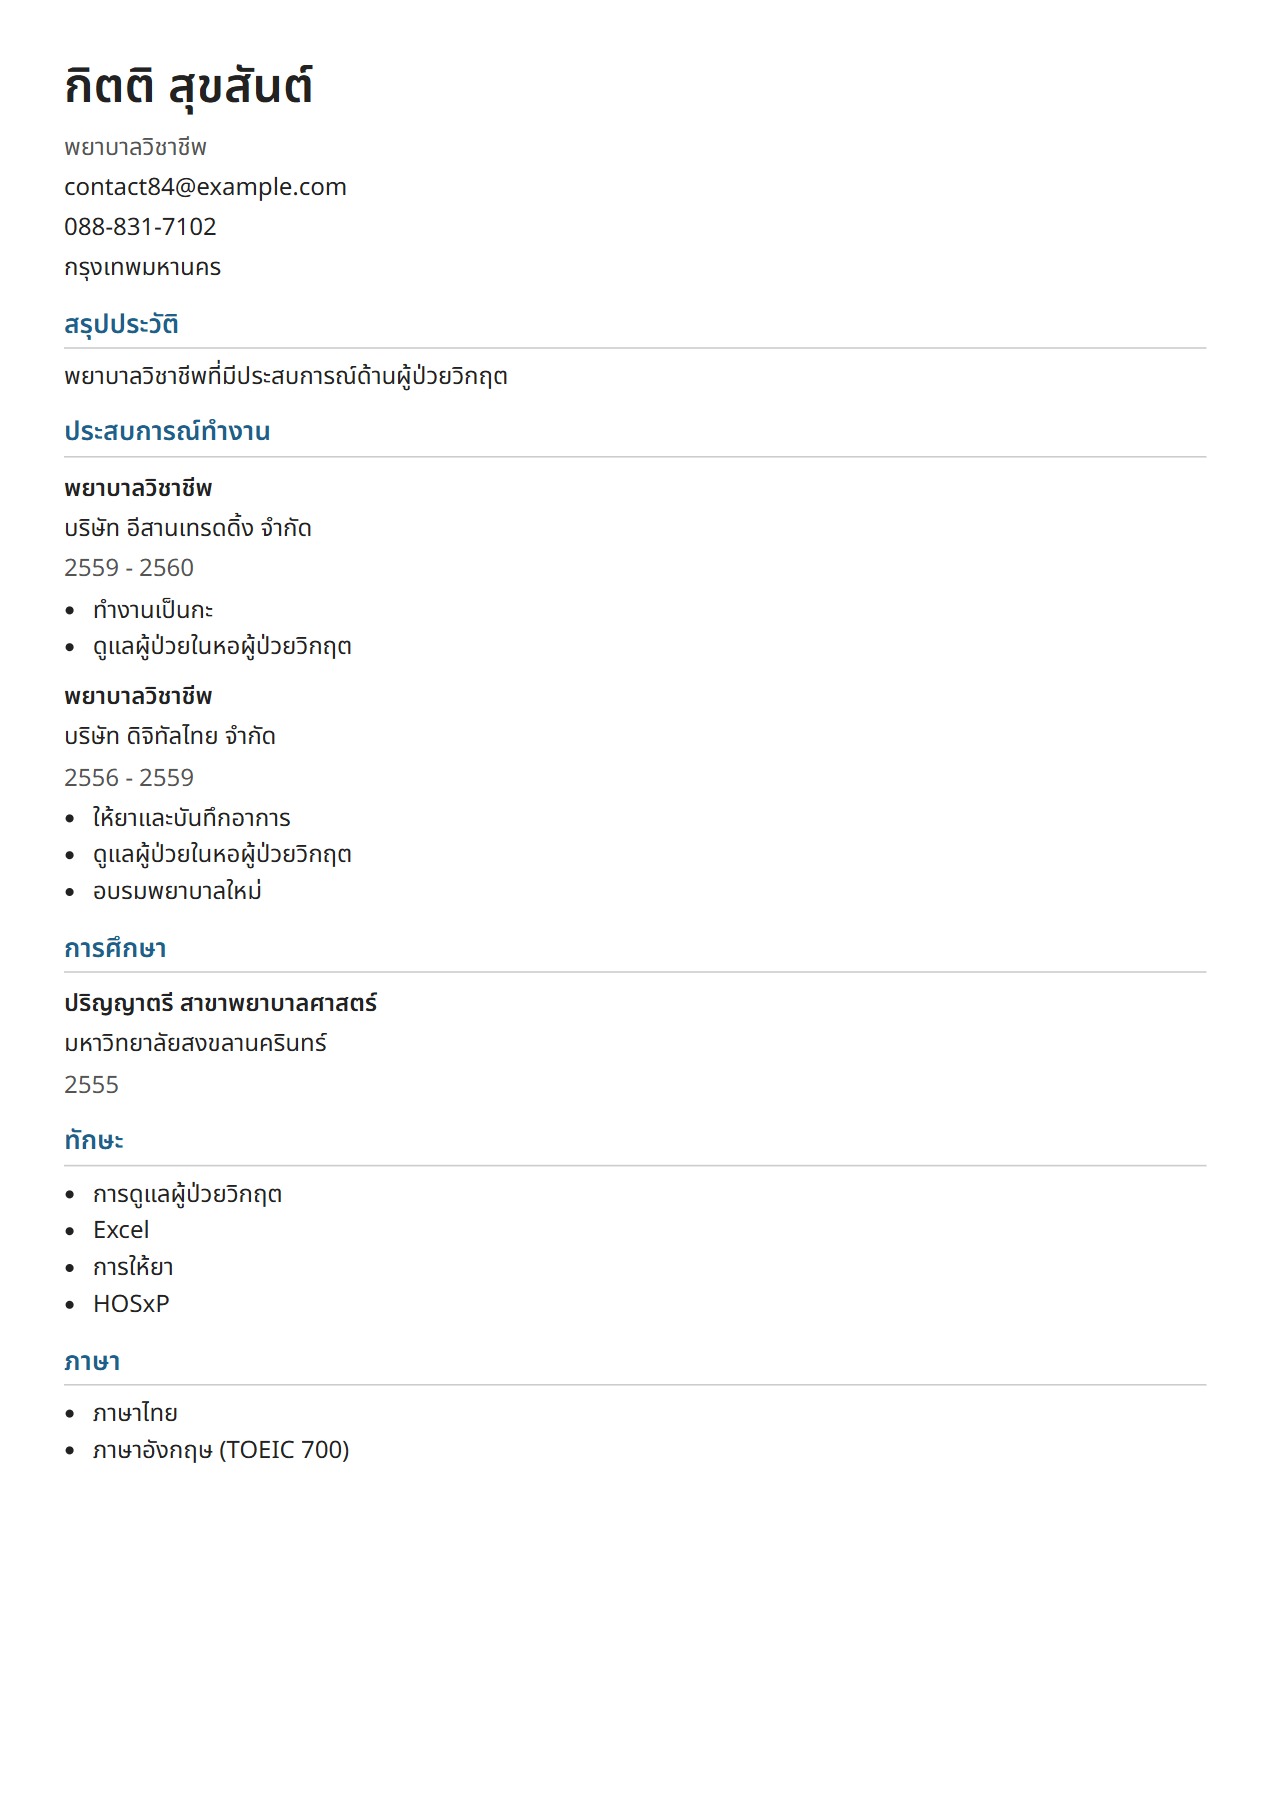 กิตติ สุขสันต์
พยาบาลวิชาชีพ
contact84@example.com
088-831-7102
กรุงเทพมหานคร
สรุปประวัติ
พยาบาลวิชาชีพที่มีประสบการณ์ด้านผู้ป่วยวิกฤต
ประสบการณ์ทำงาน
พยาบาลวิชาชีพ
บริษัท อีสานเทรดดิ้ง จำกัด
2559 - 2560
• ทำงานเป็นกะ
• ดูแลผู้ป่วยในหอผู้ป่วยวิกฤต
พยาบาลวิชาชีพ
บริษัท ดิจิทัลไทย จำกัด
2556 - 2559
• ให้ยาและบันทึกอาการ
• ดูแลผู้ป่วยในหอผู้ป่วยวิกฤต
• อบรมพยาบาลใหม่
การศึกษา
ปริญญาตรี สาขาพยาบาลศาสตร์
มหาวิทยาลัยสงขลานครินทร์
2555
ทักษะ
• การดูแลผู้ป่วยวิกฤต
• Excel
• การให้ยา
• HOSxP
ภาษา
• ภาษาไทย
• ภาษาอังกฤษ (TOEIC 700)